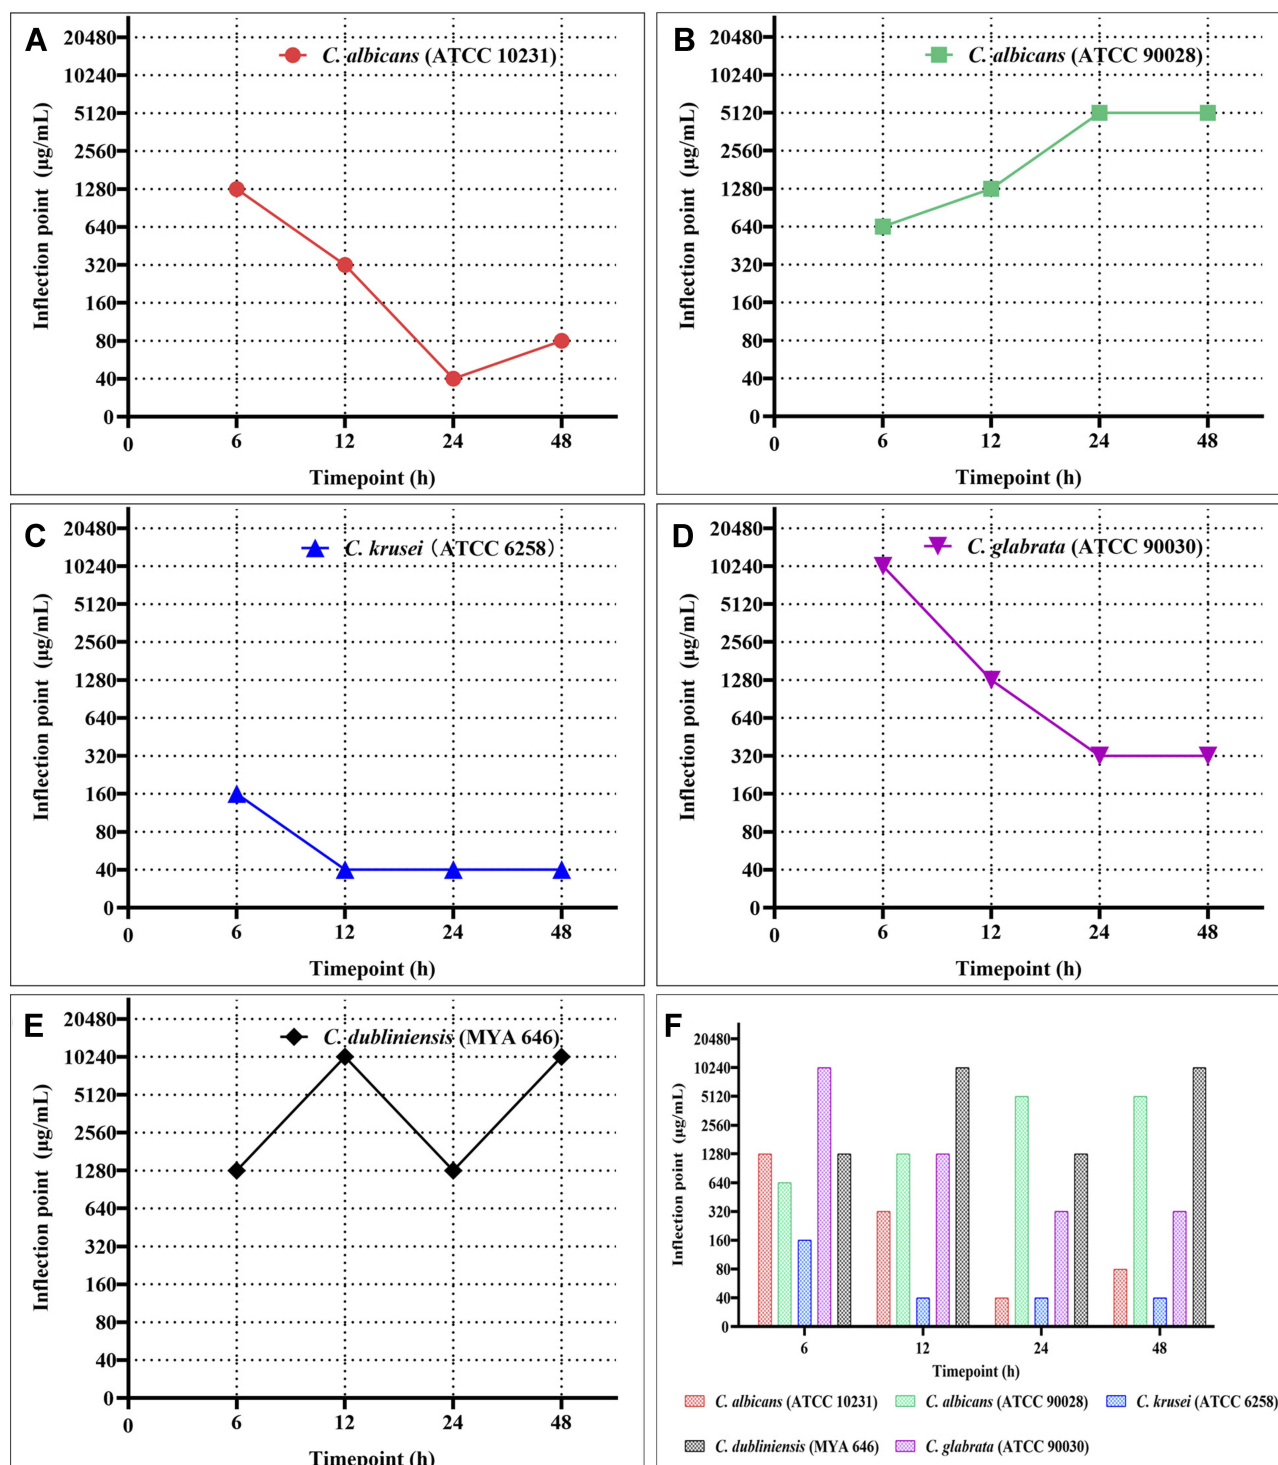 A
C. albicans (ATCC 10231)
Inflection point (µg/mL)
20480
10240
5120
2560
1280
640
320
160
80
40
0
0 6 12 24 48
Timepoint (h)
B
C. albicans (ATCC 90028)
Inflection point (µg/mL)
20480
10240
5120
2560
1280
640
320
160
80
40
0
0 6 12 24 48
Timepoint (h)
C
C. krusei (ATCC 6258)
Inflection point (µg/mL)
20480
10240
5120
2560
1280
640
320
160
80
40
0
0 6 12 24 48
Timepoint (h)
D
C. glabrata (ATCC 90030)
Inflection point (µg/mL)
20480
10240
5120
2560
1280
640
320
160
80
40
0
0 6 12 24 48
Timepoint (h)
E
C. dubliniensis (MYA 646)
Inflection point (µg/mL)
20480
10240
5120
2560
1280
640
320
160
80
40
0
0 6 12 24 48
Timepoint (h)
F
Inflection point (µg/mL)
20480
10240
5120
2560
1280
640
320
160
80
40
0
6 12 24 48
Timepoint (h)
C. albicans (ATCC 10231) C. albicans (ATCC 90028) C. krusei (ATCC 6258)
C. dubliniensis (MYA 646) C. glabrata (ATCC 90030)